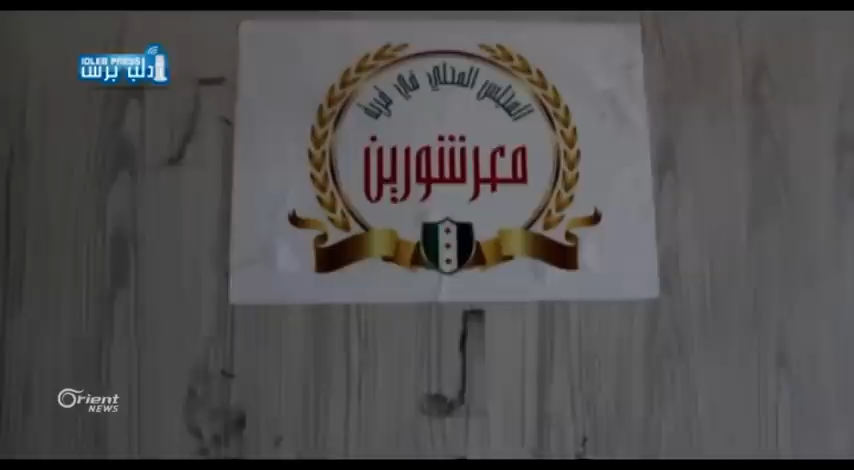 IDLEB PRESS
إدلب برس
المجلس المحلي في قرية
معرشورين
Orient
NEWS